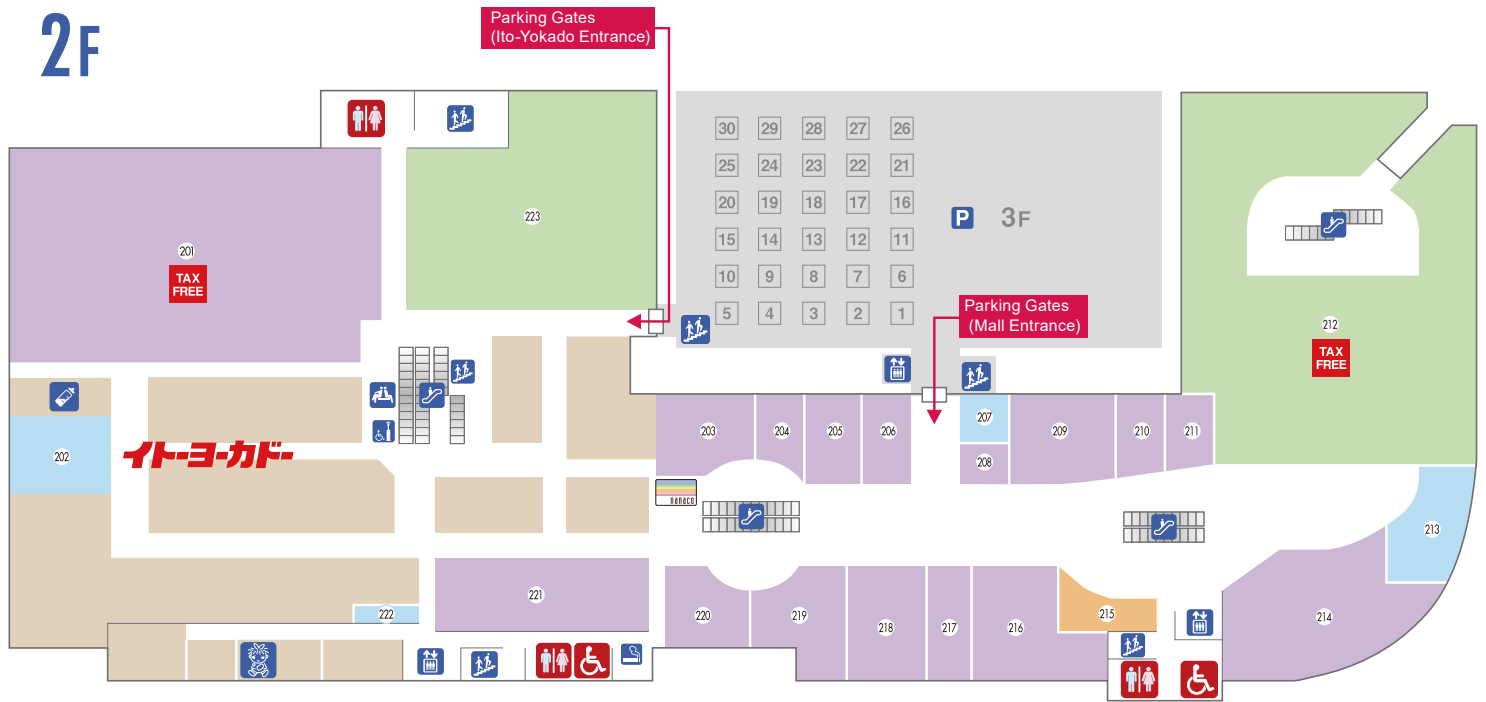 2F
Parking Gates
(Ito-Yokado Entrance)
30 29 28 27 26
25 24 23 22 21
20 19 18 17 16
15 14 13 12 11
10 9 8 7 6
5 4 3 2 1
P 3F
223
201
TAX
FREE
Parking Gates
(Mall Entrance)
212
TAX
FREE
207
203
204
205
206
208
209
210
211
202
イトーヨーカドー
nanaco
213
221
222
220
219
218
217
216
215
214